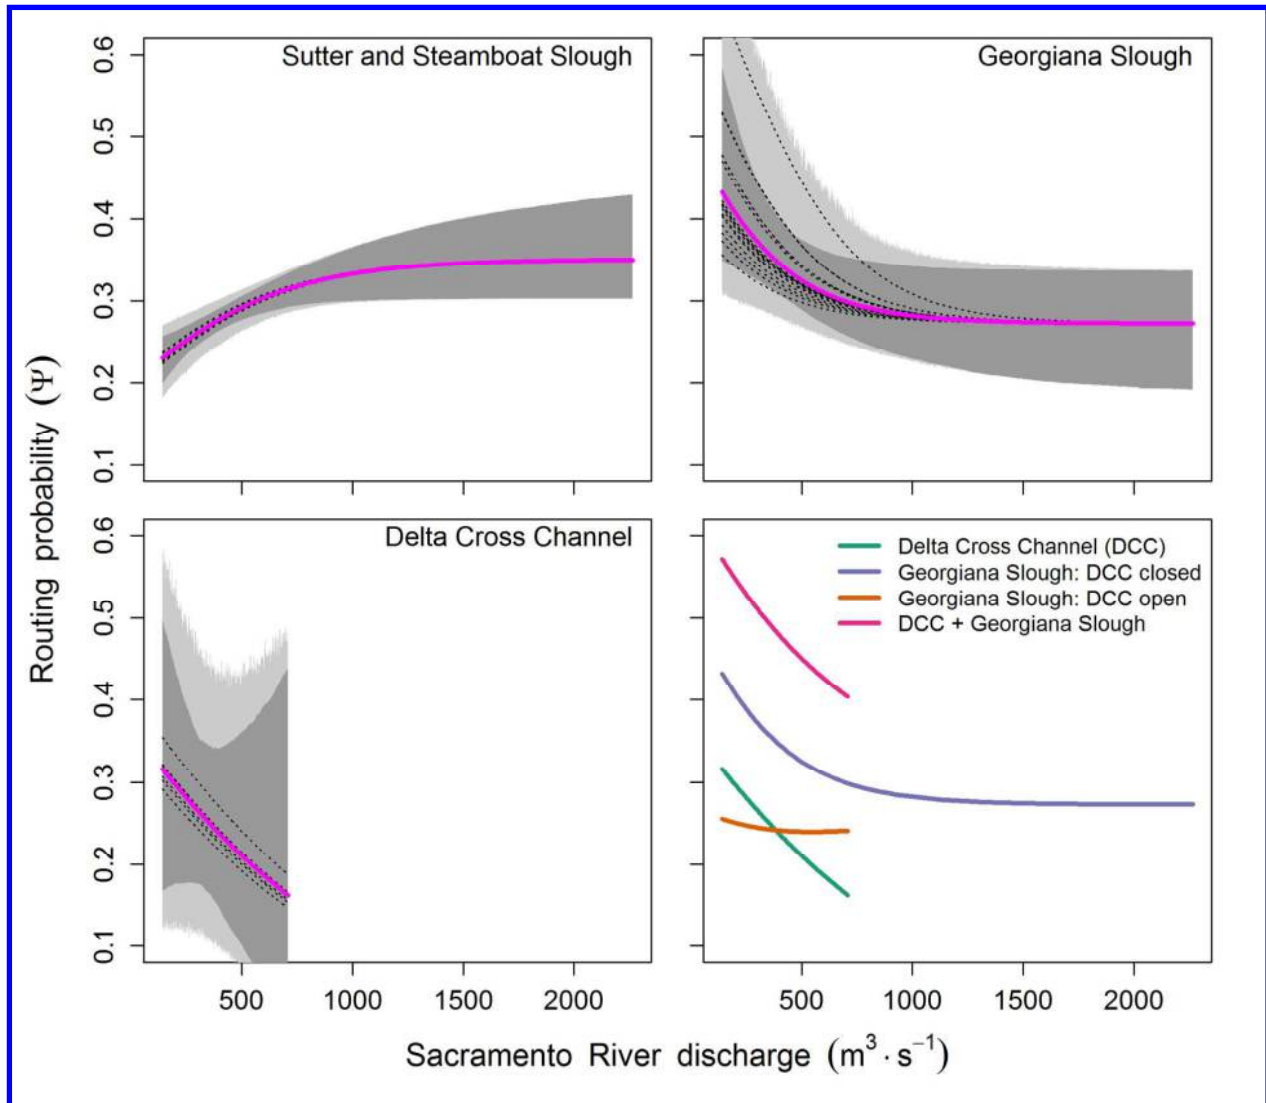 Sutter and Steamboat Slough
Georgiana Slough
0.6
0.5
0.4
0.3
0.2
0.1
Delta Cross Channel
Delta Cross Channel (DCC)
Georgiana Slough: DCC closed
Georgiana Slough: DCC open
DCC + Georgiana Slough
0.6
0.5
0.4
0.3
0.2
0.1
Routing probability (Ψ)
500 1000 1500 2000
500 1000 1500 2000
Sacramento River discharge (m³·s⁻¹)